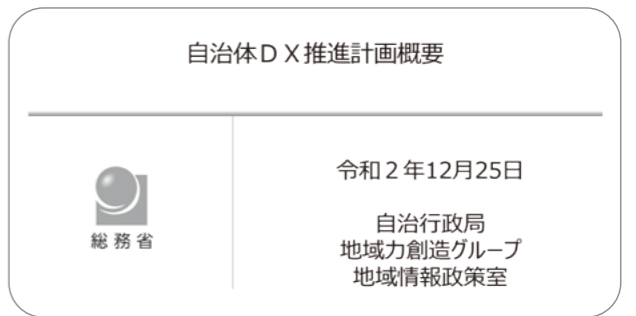 自治体ＤＸ推進計画概要
総務省
令和２年12月25日
自治行政局
地域力創造グループ
地域情報政策室